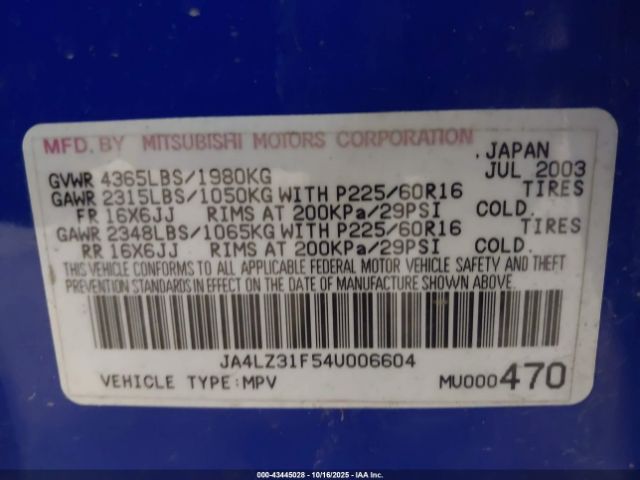 MFD. BY MITSUBISHI MOTORS CORPORATION
. JAPAN
GVWR 4365LBS/1980KG JUL 2003
GAWR 2315LBS/1050KG WITH P225/60R16 TIRES
FR 16X6JJ RIMS AT 200KPa/29PSI COLD.
GAWR 2348LBS/1065KG WITH P225/60R16 TIRES
RR 16X6JJ RIMS AT 200KPa/29PSI COLD.
THIS VEHICLE CONFORMS TO ALL APPLICABLE FEDERAL MOTOR VEHICLE SAFETY AND THEFT
PREVENTION STANDARDS IN EFFECT ON THE DATE OF MANUFACTURE SHOWN ABOVE.
JA4LZ31F54U006604
VEHICLE TYPE:MPV MU000470
000-43445028 - 10/16/2025 - IAA Inc.